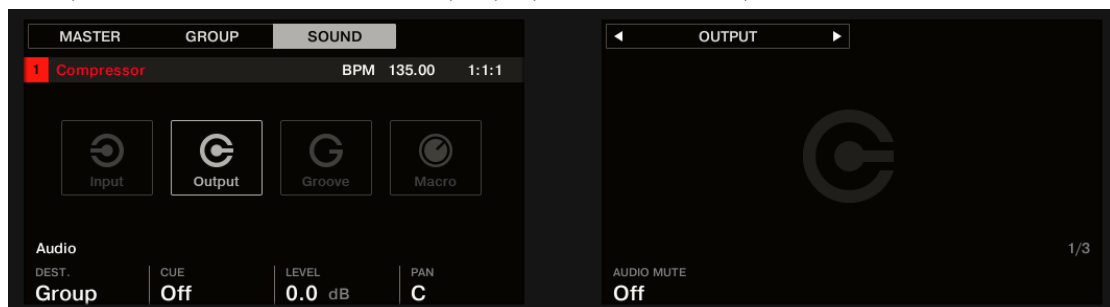 MASTER GROUP SOUND
1 Compressor BPM 135.00 1:1:1
Input Output Groove Macro
Audio
DEST. CUE LEVEL PAN
Group Off 0.0 dB C
OUTPUT
1/3
AUDIO MUTE
Off